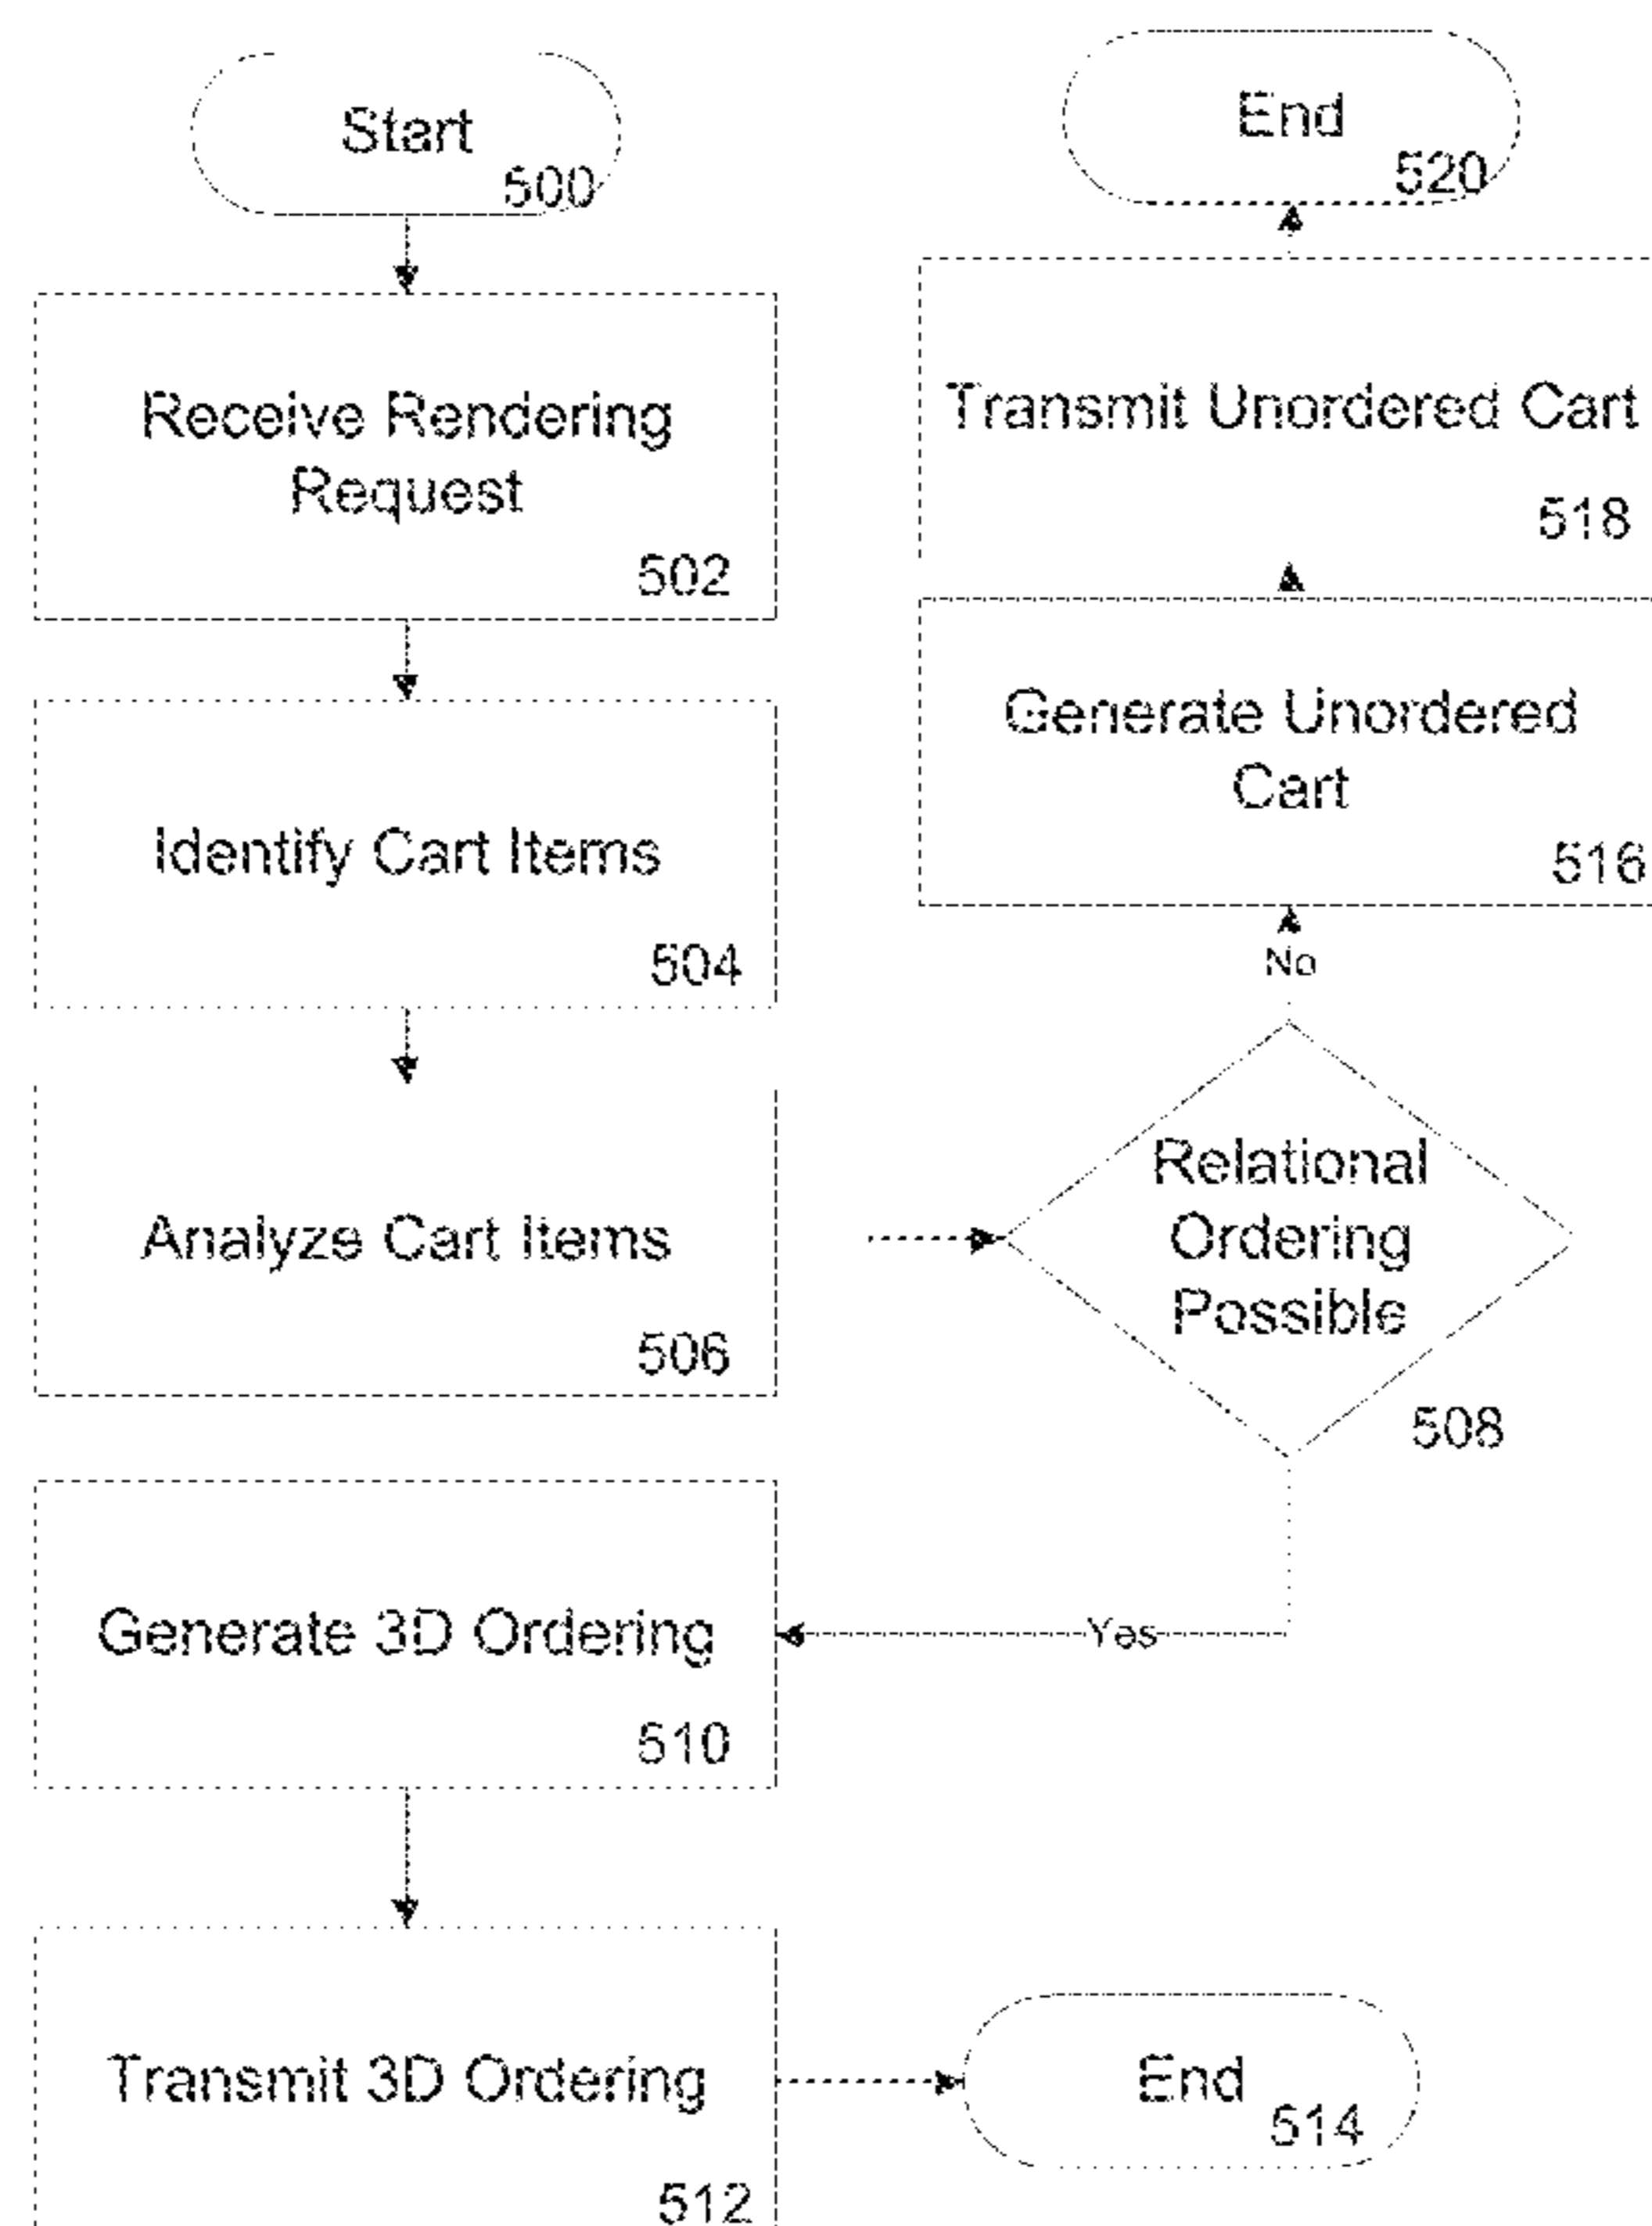 Start
500
Receive Rendering
Request
502
Identify Cart Items
504
Analyze Cart Items
506
Relational
Ordering
Possible
508
No
Generate Unordered
Cart
516
Transmit Unordered Cart
518
End
520
Yes
Generate 3D Ordering
510
Transmit 3D Ordering
512
End
514